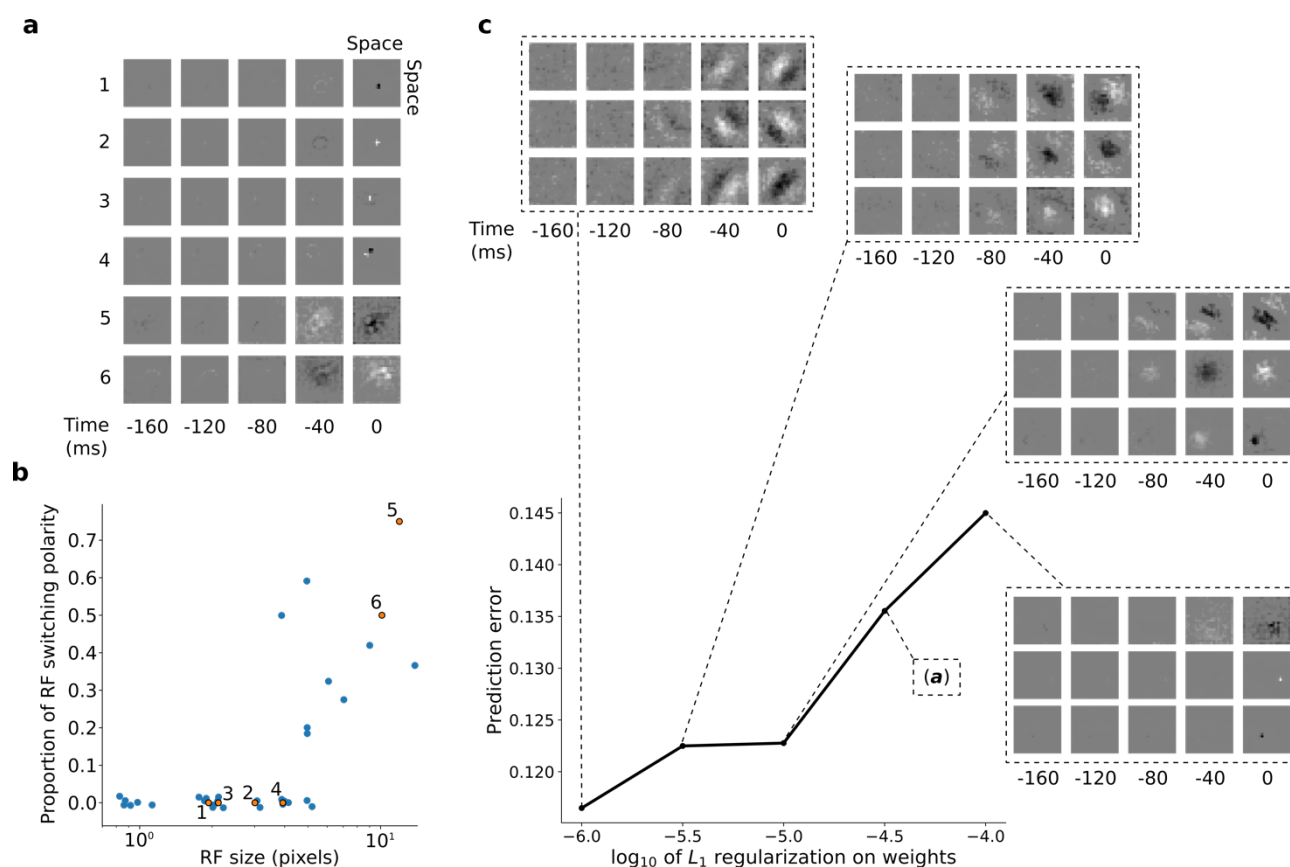 a
Space
Space
1
2
3
4
5
6
Time
(ms)
-160 -120 -80 -40 0
b
Proportion of RF switching polarity
0.7
0.6
0.5
0.4
0.3
0.2
0.1
0.0
5
6
1 3 2 4
10⁰ 10¹
RF size (pixels)
c
Time
(ms)
-160 -120 -80 -40 0
-160 -120 -80 -40 0
-160 -120 -80 -40 0
-160 -120 -80 -40 0
Prediction error
0.145
0.140
0.135
0.130
0.125
0.120
(a)
−6.0 −5.5 −5.0 −4.5 −4.0
log₁₀ of L₁ regularization on weights